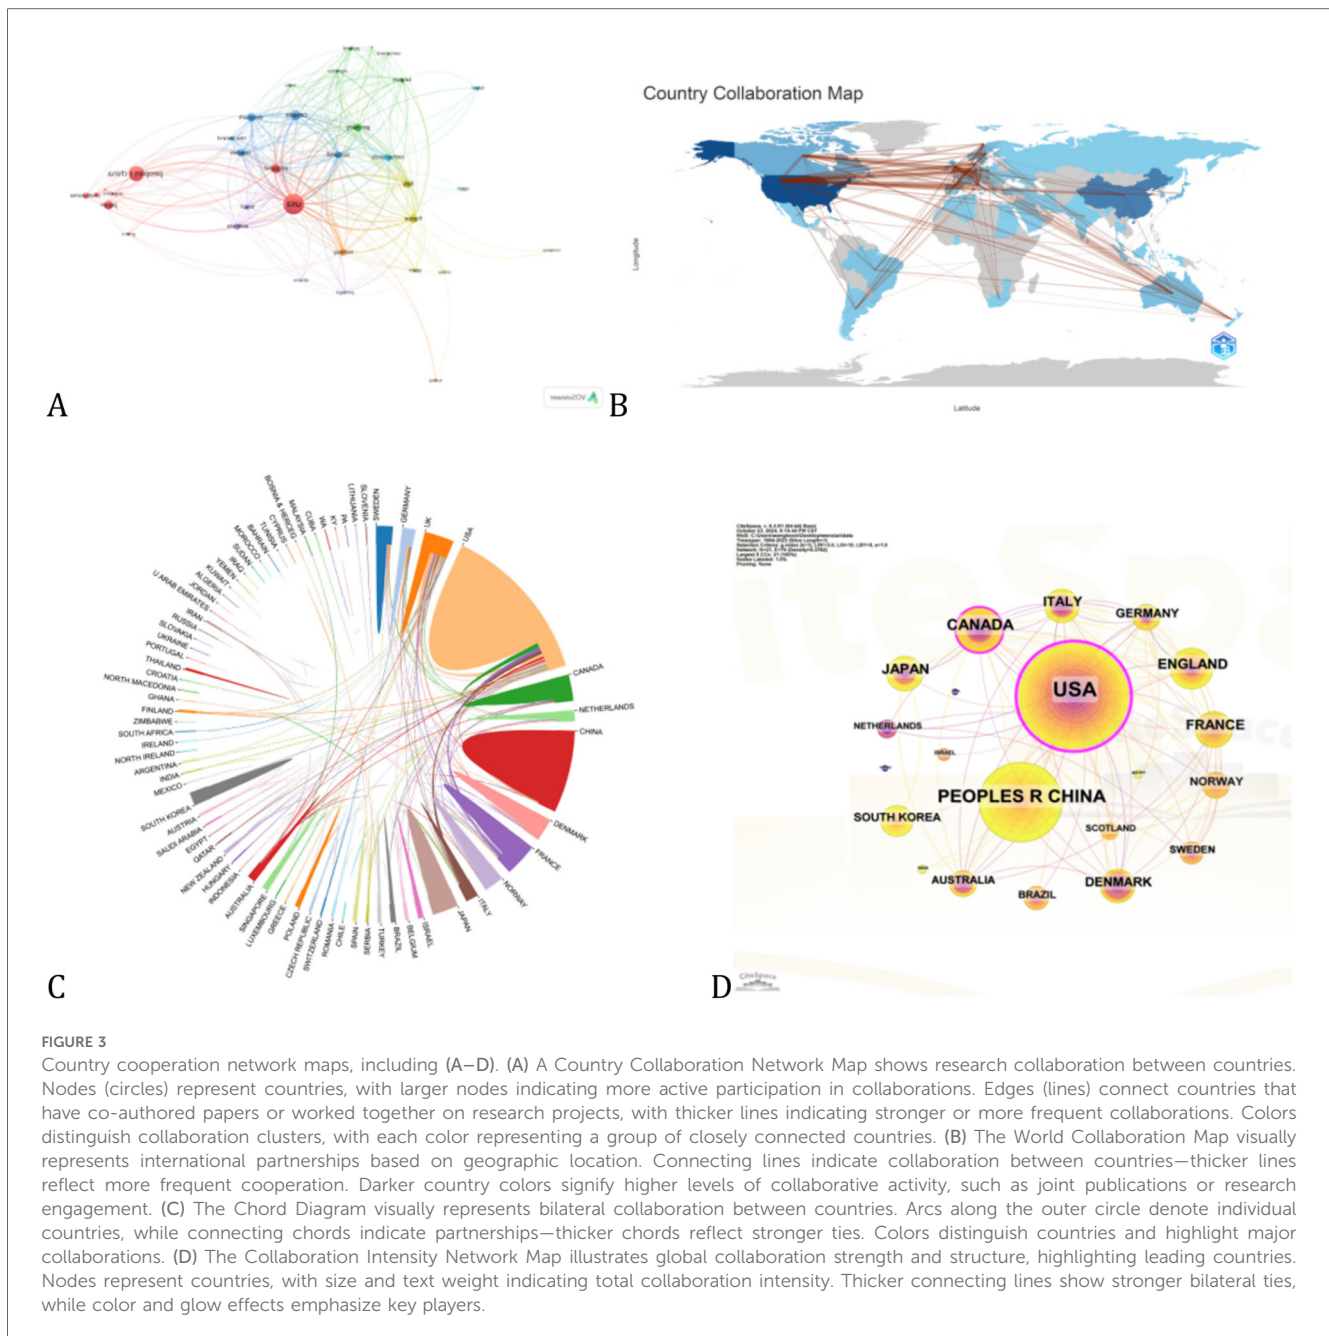 peoples r china
usa
A
Country Collaboration Map
Longitude
Latitude
B
VOSviewer
SWEDEN
GERMANY
UK
USA
CANADA
NETHERLANDS
CHINA
DENMARK
FRANCE
NORWAY
ITALY
JAPAN
ISRAEL
BELGIUM
BRAZIL
TURKEY
SERBIA
SPAIN
CHILE
ROMANIA
SWITZERLAND
CZECH REPUBLIC
POLAND
GREECE
LUXEMBOURG
SINGAPORE
AUSTRALIA
INDONESIA
HUNGARY
NEW ZEALAND
QATAR
EGYPT
SAUDI ARABIA
AUSTRIA
SOUTH KOREA
MEXICO
INDIA
ARGENTINA
NORTH IRELAND
IRELAND
SOUTH AFRICA
ZIMBABWE
FINLAND
GHANA
NORTH MACEDONIA
CROATIA
THAILAND
PORTUGAL
UKRAINE
SLOVAKIA
RUSSIA
IRAN
U ARAB EMIRATES
JORDAN
ALGERIA
KUWAIT
YEMEN
IRAQ
SUDAN
MOROCCO
BAHRAIN
TUNISIA
CYPRUS
BOSNIA & HERCEG
MALAYSIA
CUBA
WA
KY
PA
LITHUANIA
SLOVENIA
C
ITALY
GERMANY
CANADA
JAPAN
ENGLAND
USA
NETHERLANDS
FRANCE
ISRAEL
NORWAY
PEOPLES R CHINA
SOUTH KOREA
SCOTLAND
SWEDEN
AUSTRALIA
BRAZIL
DENMARK
CiteSpace
D
FIGURE 3
Country cooperation network maps, including (A–D). (A) A Country Collaboration Network Map shows research collaboration between countries.
Nodes (circles) represent countries, with larger nodes indicating more active participation in collaborations. Edges (lines) connect countries that
have co-authored papers or worked together on research projects, with thicker lines indicating stronger or more frequent collaborations. Colors
distinguish collaboration clusters, with each color representing a group of closely connected countries. (B) The World Collaboration Map visually
represents international partnerships based on geographic location. Connecting lines indicate collaboration between countries—thicker lines
reflect more frequent cooperation. Darker country colors signify higher levels of collaborative activity, such as joint publications or research
engagement. (C) The Chord Diagram visually represents bilateral collaboration between countries. Arcs along the outer circle denote individual
countries, while connecting chords indicate partnerships—thicker chords reflect stronger ties. Colors distinguish countries and highlight major
collaborations. (D) The Collaboration Intensity Network Map illustrates global collaboration strength and structure, highlighting leading countries.
Nodes represent countries, with size and text weight indicating total collaboration intensity. Thicker connecting lines show stronger bilateral ties,
while color and glow effects emphasize key players.